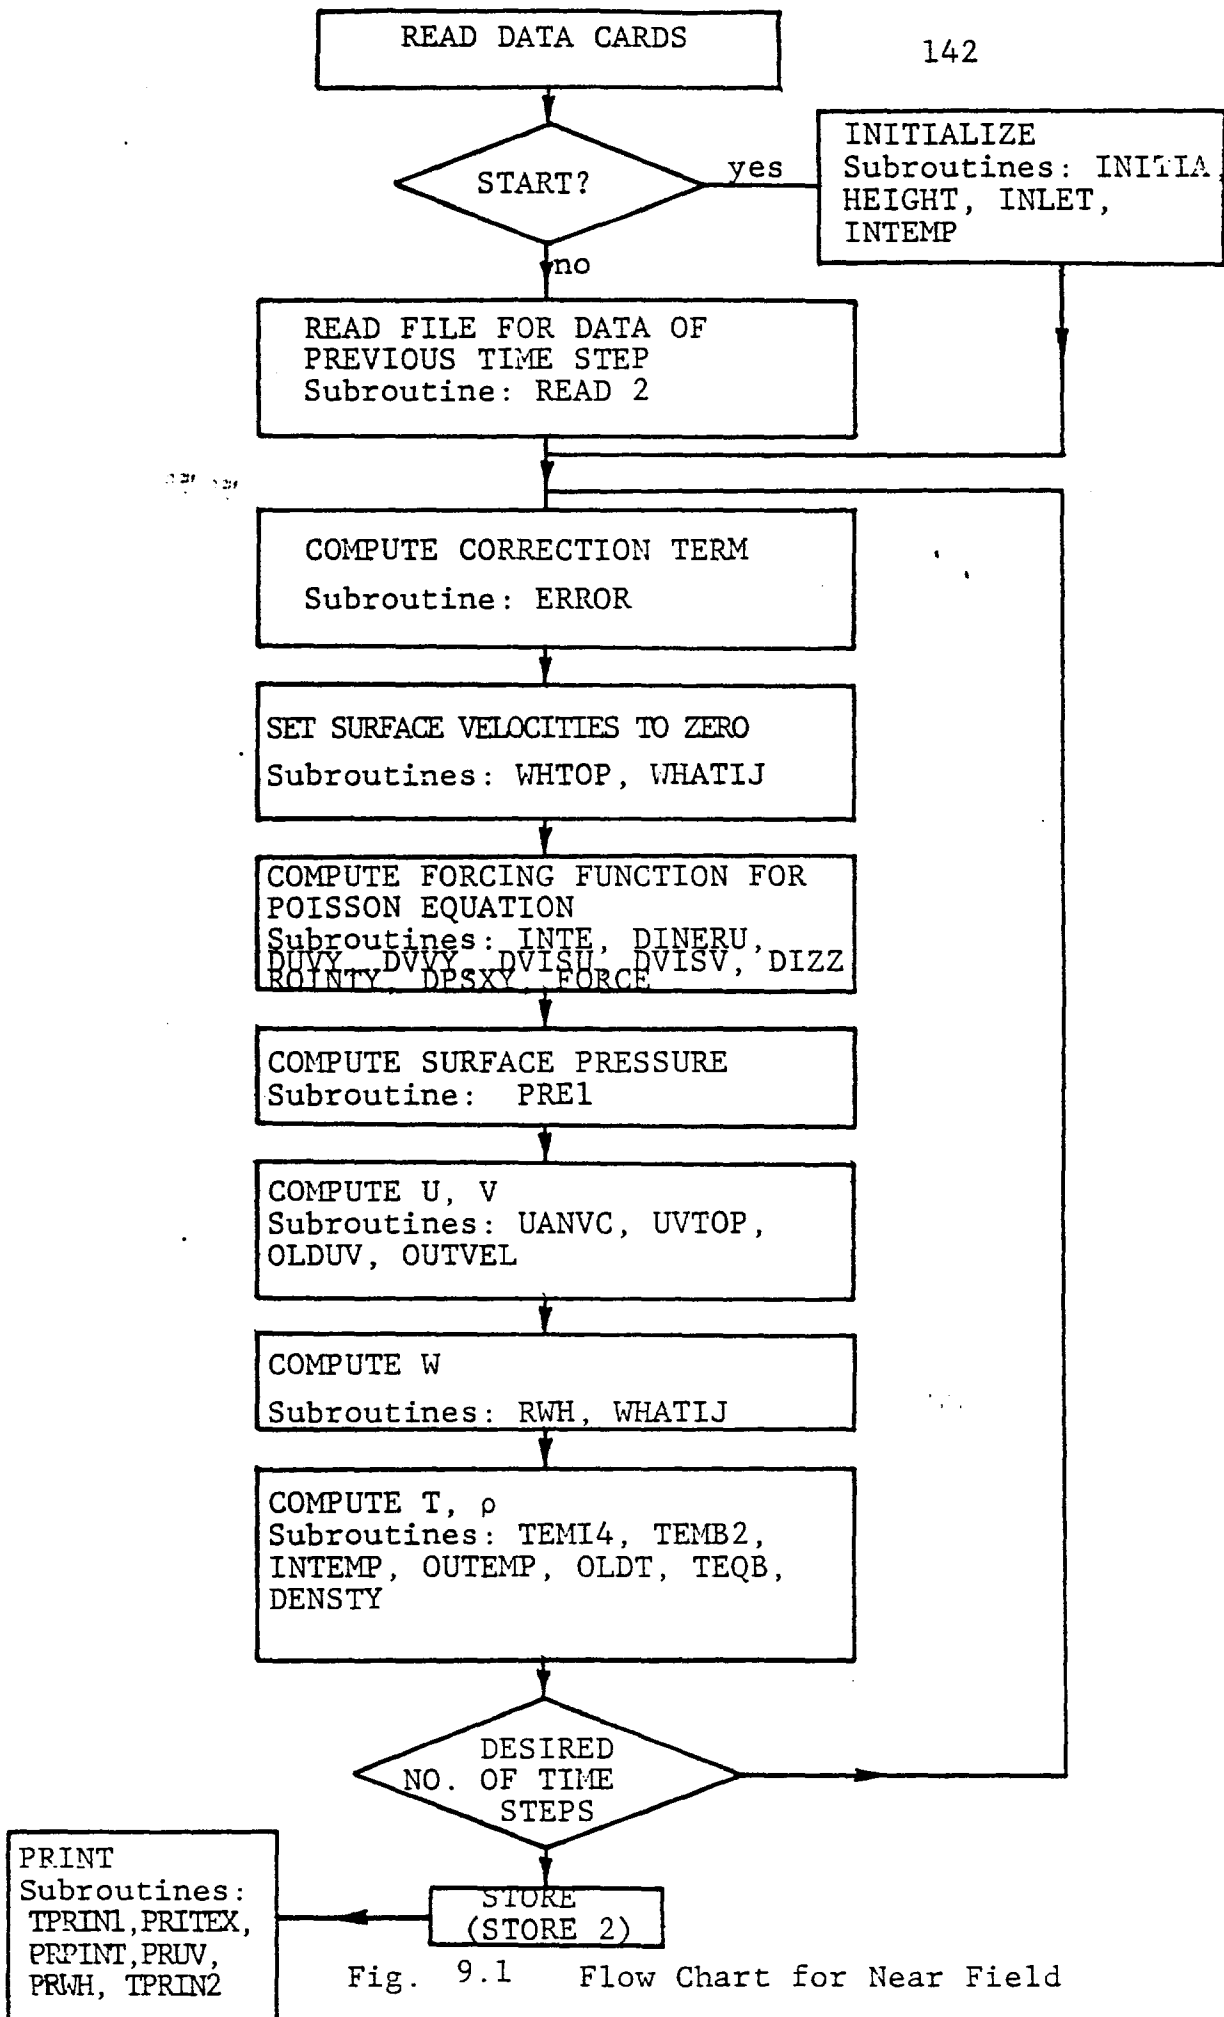 READ DATA CARDS
142
START?
yes
INITIALIZE
Subroutines: INITIA,
HEIGHT, INLET,
INTEMP
no
READ FILE FOR DATA OF
PREVIOUS TIME STEP
Subroutine: READ 2
COMPUTE CORRECTION TERM
Subroutine: ERROR
SET SURFACE VELOCITIES TO ZERO
Subroutines: WHTOP, WHATIJ
COMPUTE FORCING FUNCTION FOR
POISSON EQUATION
Subroutines: INTE, DINERU,
DUVY, DVVY, DVISU, DVISV, DIZZ
ROINTY, DPSXY, FORCE
COMPUTE SURFACE PRESSURE
Subroutine: PRE1
COMPUTE U, V
Subroutines: UANVC, UVTOP,
OLDUV, OUTVEL
COMPUTE W
Subroutines: RWH, WHATIJ
COMPUTE T, ρ
Subroutines: TEMI4, TEMB2,
INTEMP, OUTEMP, OLDT, TEQB,
DENSTY
DESIRED
NO. OF TIME
STEPS
STORE
(STORE 2)
PRINT
Subroutines:
TPRIN1,PRITEX,
PRPINT,PRUV,
PRWH, TPRIN2
Fig. 9.1 Flow Chart for Near Field